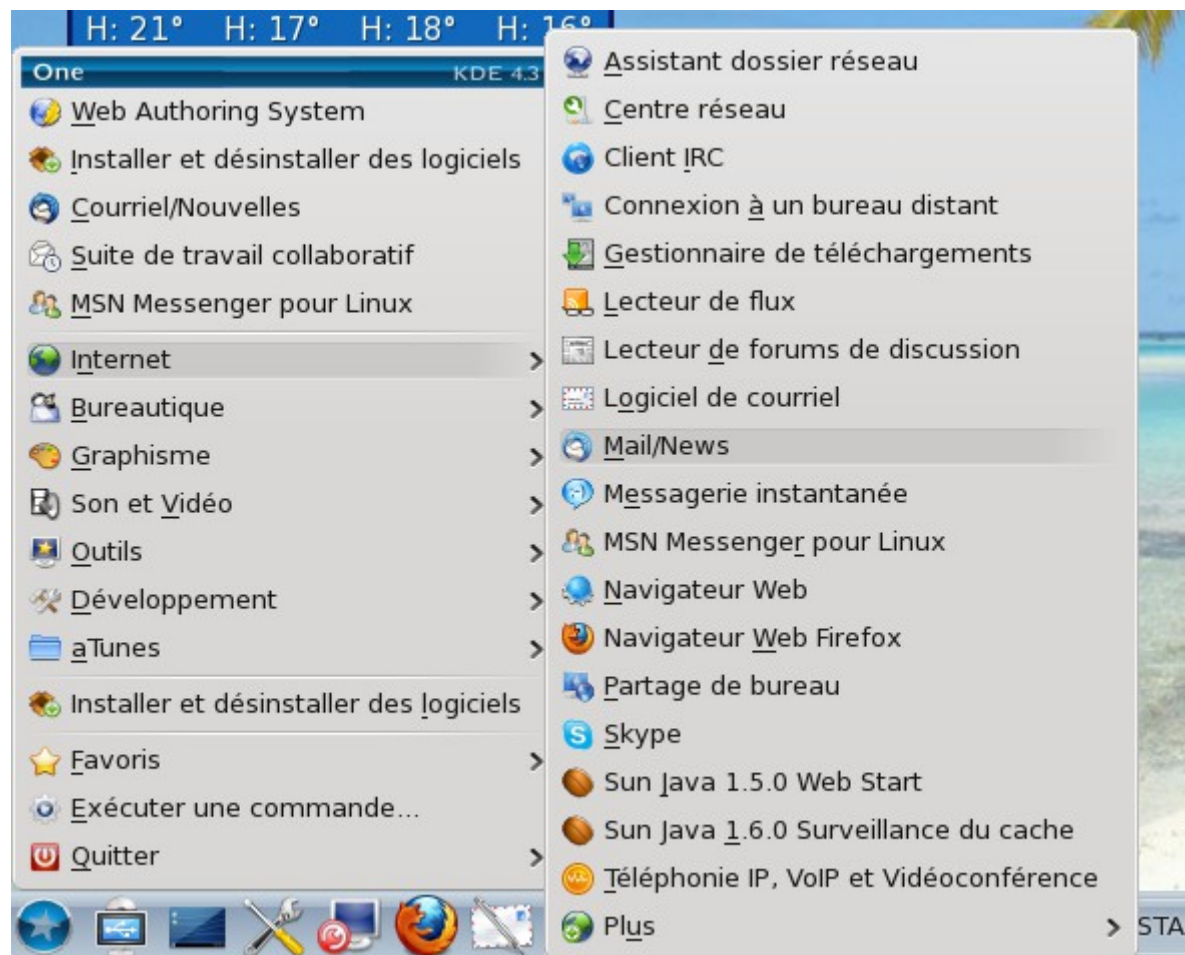 H: 21° H: 17° H: 18° H: 16°
One KDE 4.3
Web Authoring System
Installer et désinstaller des logiciels
Courriel/Nouvelles
Suite de travail collaboratif
MSN Messenger pour Linux
Internet
Bureautique
Graphisme
Son et Vidéo
Outils
Développement
aTunes
Installer et désinstaller des logiciels
Favoris
Exécuter une commande...
Quitter
Assistant dossier réseau
Centre réseau
Client IRC
Connexion à un bureau distant
Gestionnaire de téléchargements
Lecteur de flux
Lecteur de forums de discussion
Logiciel de courriel
Mail/News
Messagerie instantanée
MSN Messenger pour Linux
Navigateur Web
Navigateur Web Firefox
Partage de bureau
Skype
Sun Java 1.5.0 Web Start
Sun Java 1.6.0 Surveillance du cache
Téléphonie IP, VoIP et Vidéoconférence
Plus
STA